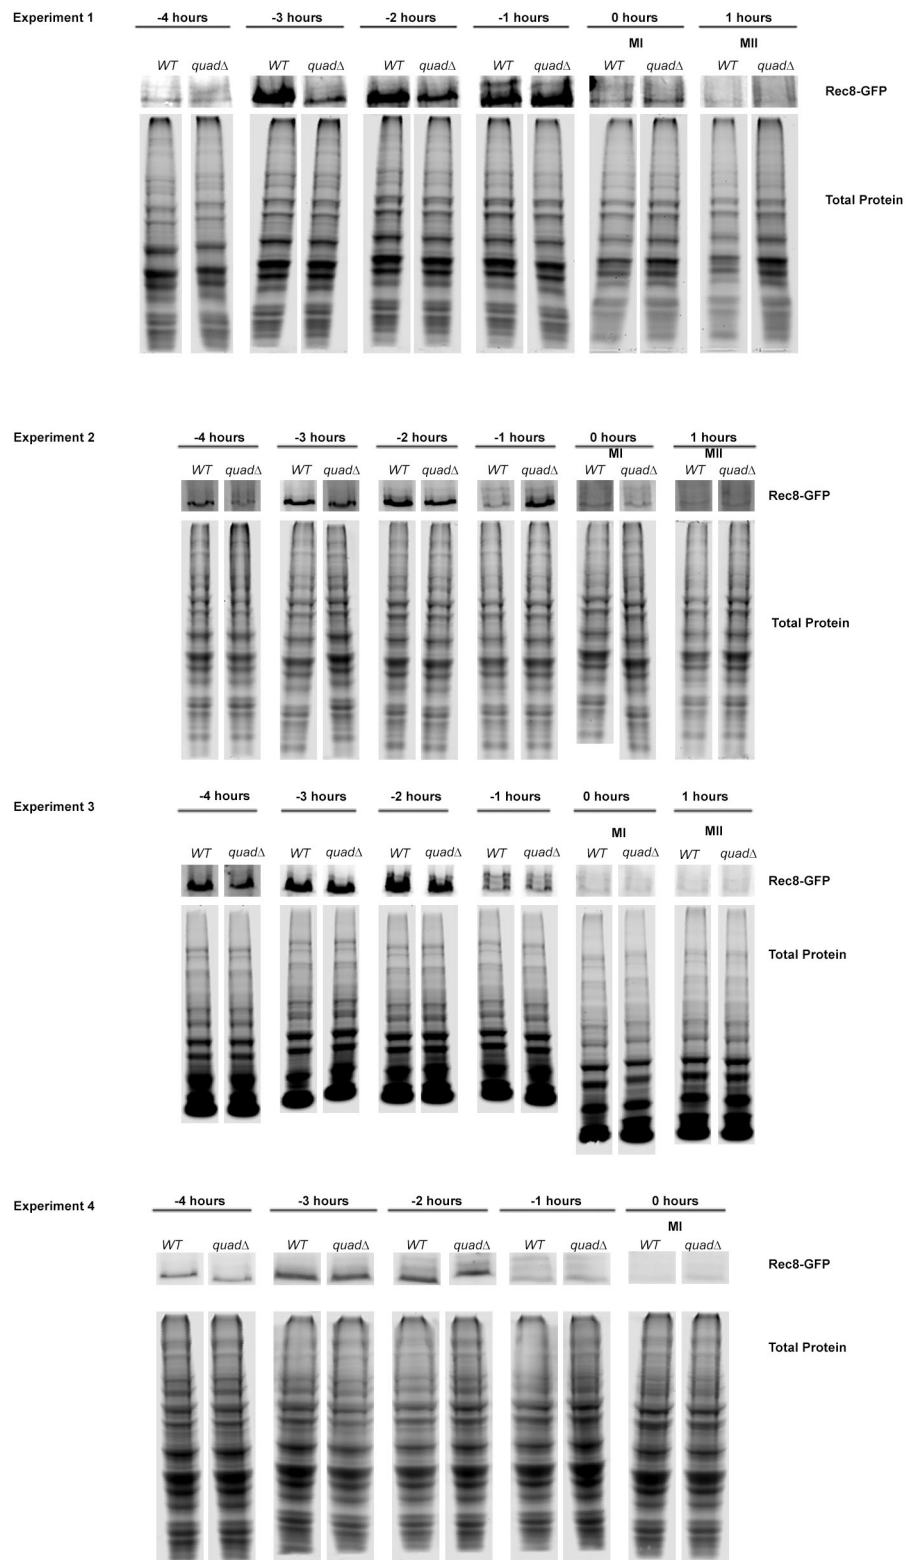 Experiment 1 -4 hours -3 hours -2 hours -1 hours 0 hours 1 hours
MI MII
WT quadΔ WT quadΔ WT quadΔ WT quadΔ WT quadΔ WT quadΔ
Rec8-GFP
Total Protein
Experiment 2 -4 hours -3 hours -2 hours -1 hours 0 hours 1 hours
MI MII
WT quadΔ WT quadΔ WT quadΔ WT quadΔ WT quadΔ WT quadΔ
Rec8-GFP
Total Protein
Experiment 3 -4 hours -3 hours -2 hours -1 hours 0 hours 1 hours
MI MII
WT quadΔ WT quadΔ WT quadΔ WT quadΔ WT quadΔ WT quadΔ
Rec8-GFP
Total Protein
Experiment 4 -4 hours -3 hours -2 hours -1 hours 0 hours
MI
WT quadΔ WT quadΔ WT quadΔ WT quadΔ WT quadΔ
Rec8-GFP
Total Protein